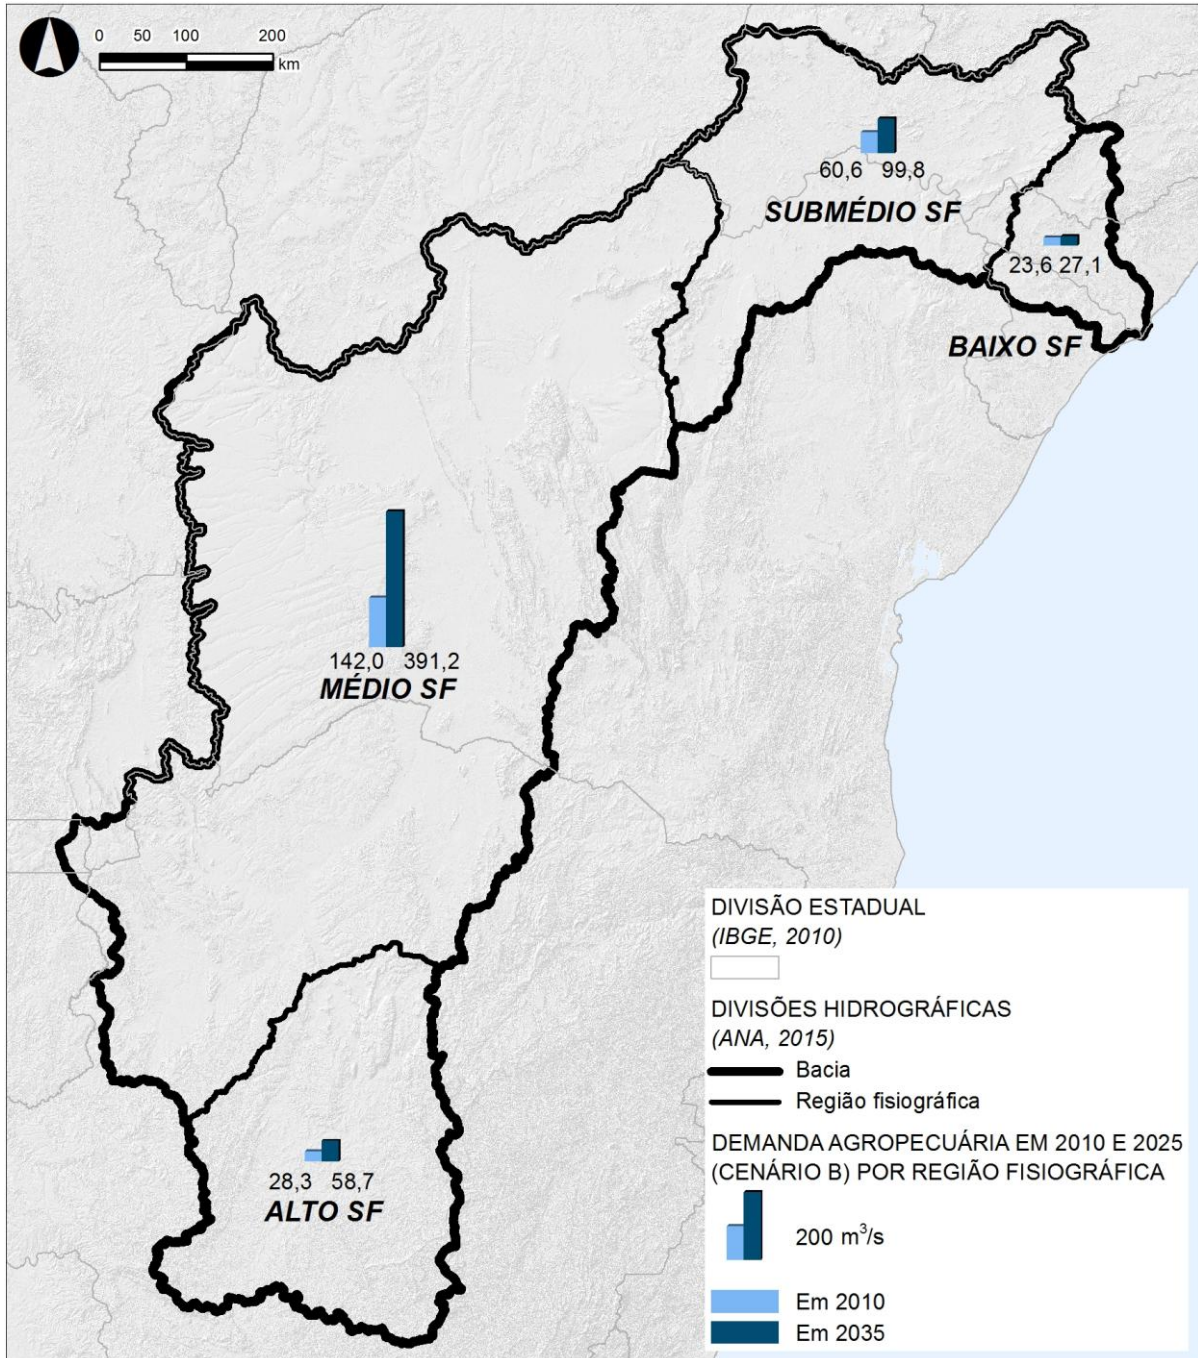 0 50 100 200
km
60,6 99,8
SUBMÉDIO SF
23,6 27,1
BAIXO SF
142,0 391,2
MÉDIO SF
28,3 58,7
ALTO SF
DIVISÃO ESTADUAL
(IBGE, 2010)
DIVISÕES HIDROGRÁFICAS
(ANA, 2015)
Bacia
Região fisiográfica
DEMANDA AGROPECUÁRIA EM 2010 E 2025
(CENÁRIO B) POR REGIÃO FISIOGRÁFICA
200 m³/s
Em 2010
Em 2035